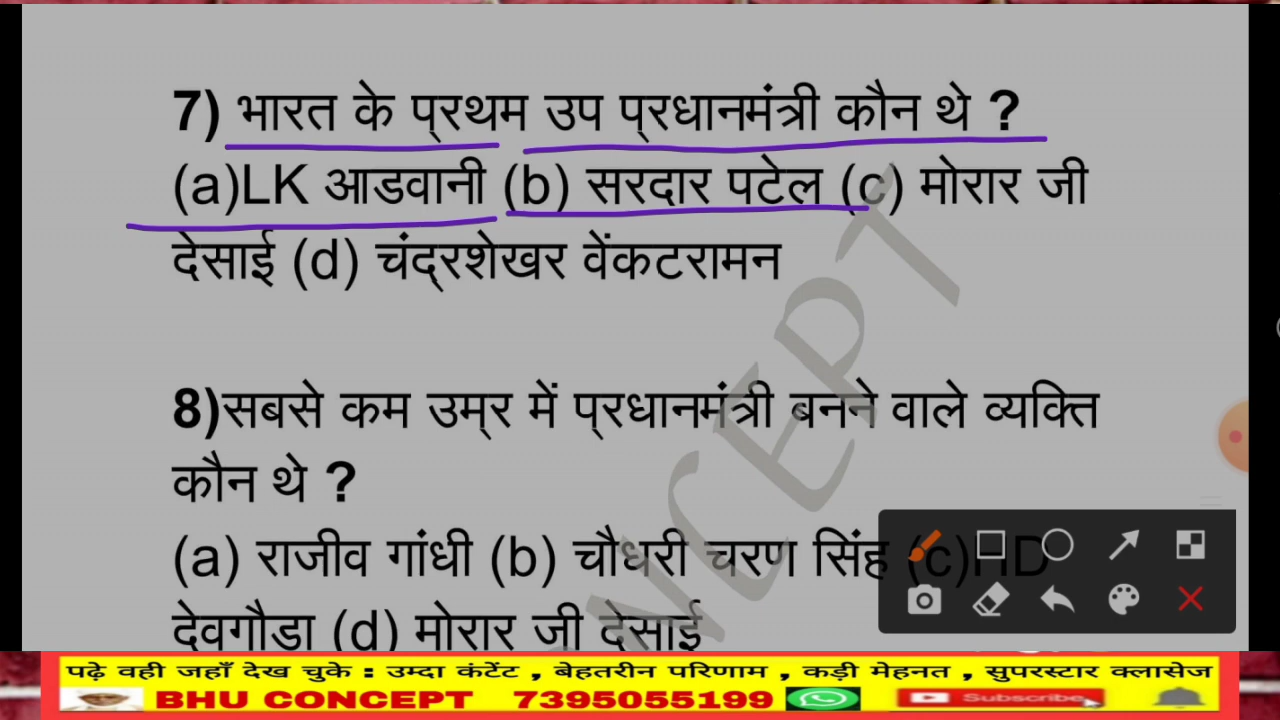 7) भारत के प्रथम उप प्रधानमंत्री कौन थे ?
(a)LK आडवानी (b) सरदार पटेल (c) मोरार जी
देसाई (d) चंद्रशेखर वेंकटरामन
8)सबसे कम उम्र में प्रधानमंत्री बनने वाले व्यक्ति
कौन थे ?
(a) राजीव गांधी (b) चौधरी चरण सिंह (c)HD
देवगौडा (d) मोरार जी देसाई
NCEPT
पढ़े वही जहाँ देख चुके : उम्दा कंटेंट , बेहतरीन परिणाम , कड़ी मेहनत , सुपरस्टार क्लासेज
BHU CONCEPT 7395055199 Subscribe